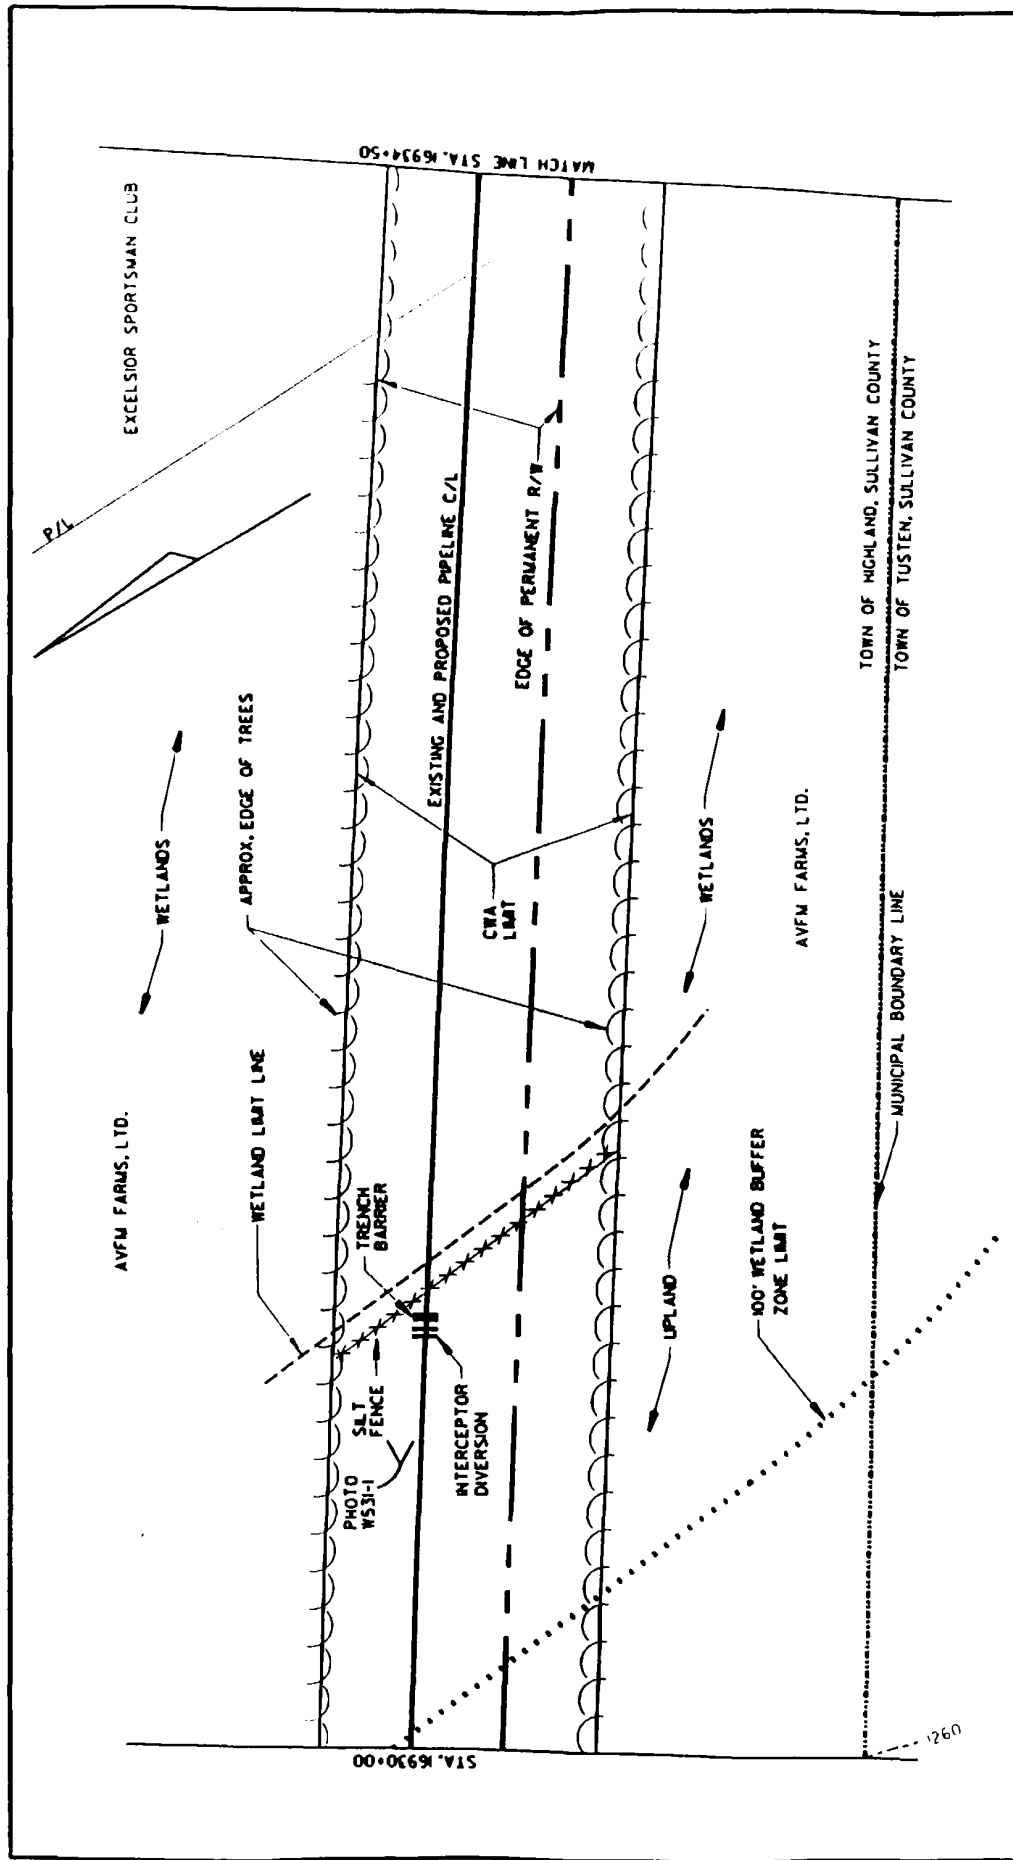 EXCELSIOR SPORTSMAN CLUB
P/L
MATCH LINE STA. 16934+50
WETLANDS
APPROX. EDGE OF TREES
AVFM FARMS, LTD.
WETLAND LIMIT LINE
EXISTING AND PROPOSED PIPELINE C/L
EDGE OF PERMANENT R/W
CWA
LIMIT
TRENCH
BARRIER
SILT
FENCE
PHOTO
W531-1
INTERCEPTOR
DIVERSION
STA. 16930+00
WETLANDS
UPLAND
AVFM FARMS, LTD.
100' WETLAND BUFFER
ZONE LIMIT
TOWN OF HIGHLAND, SULLIVAN COUNTY
TOWN OF TUSTEN, SULLIVAN COUNTY
MUNICIPAL BOUNDARY LINE
1260